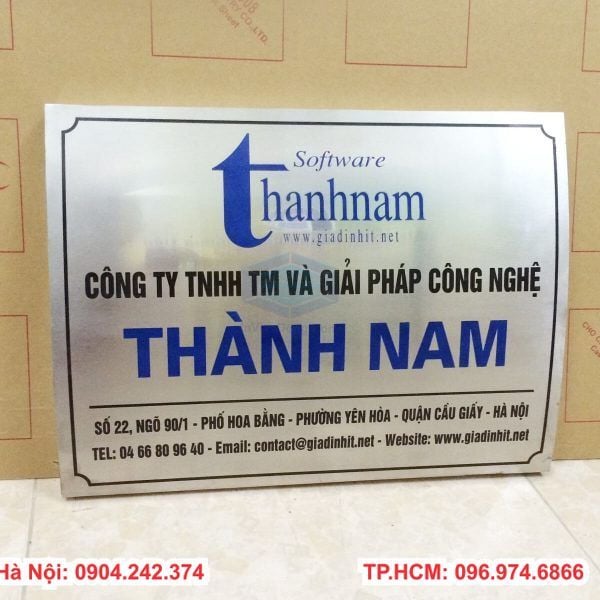 Software
thanhnam
www.giadinhit.net
CÔNG TY TNHH TM VÀ GIẢI PHÁP CÔNG NGHỆ
THÀNH NAM
SỐ 22, NGÕ 90/1 - PHỐ HOA BẰNG - PHƯỜNG YÊN HÒA - QUẬN CẦU GIẤY - HÀ NỘI
TEL: 04 66 80 96 40 - Email: contact@giadinhit.net - Website: www.giadinhit.net
Hà Nội: 0904.242.374
TP.HCM: 096.974.6866